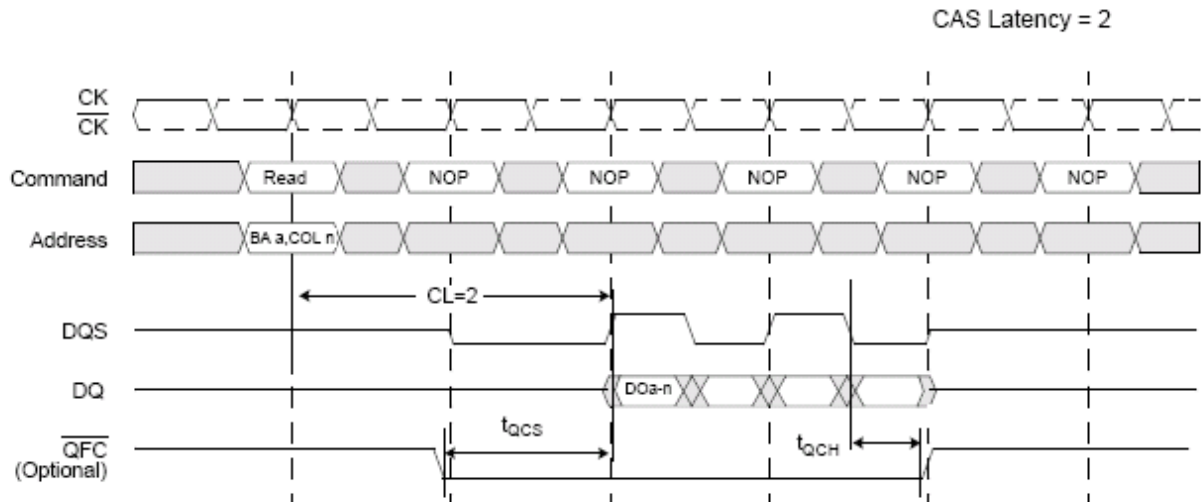 CAS Latency = 2
CK
CK
Command
Read
NOP
NOP
NOP
NOP
NOP
Address
BA a,COL n
CL=2
DQS
DQ
DOa-n
tQCS
tQCH
QFC
(Optional)